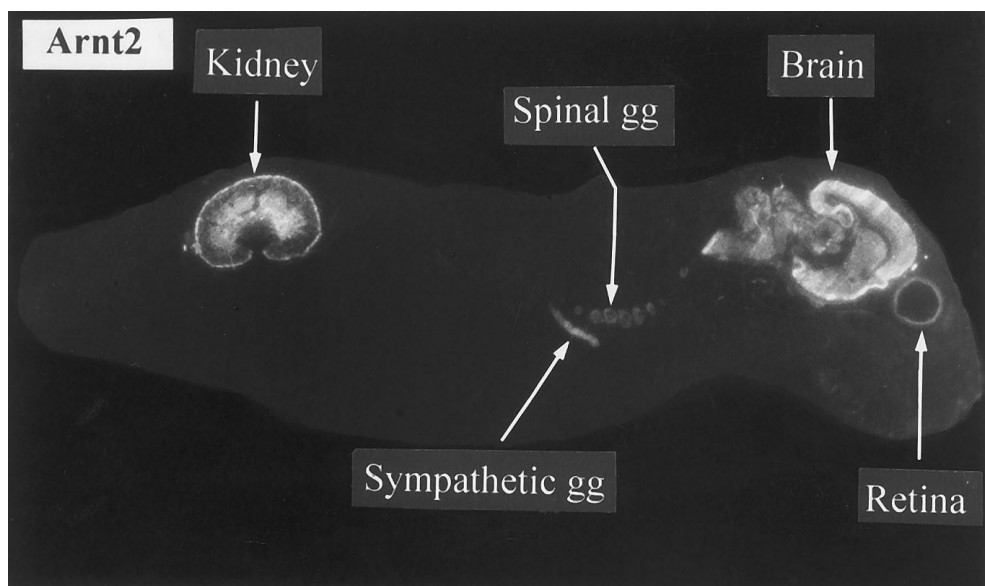 Arnt2
Kidney
Brain
Spinal gg
Sympathetic gg
Retina